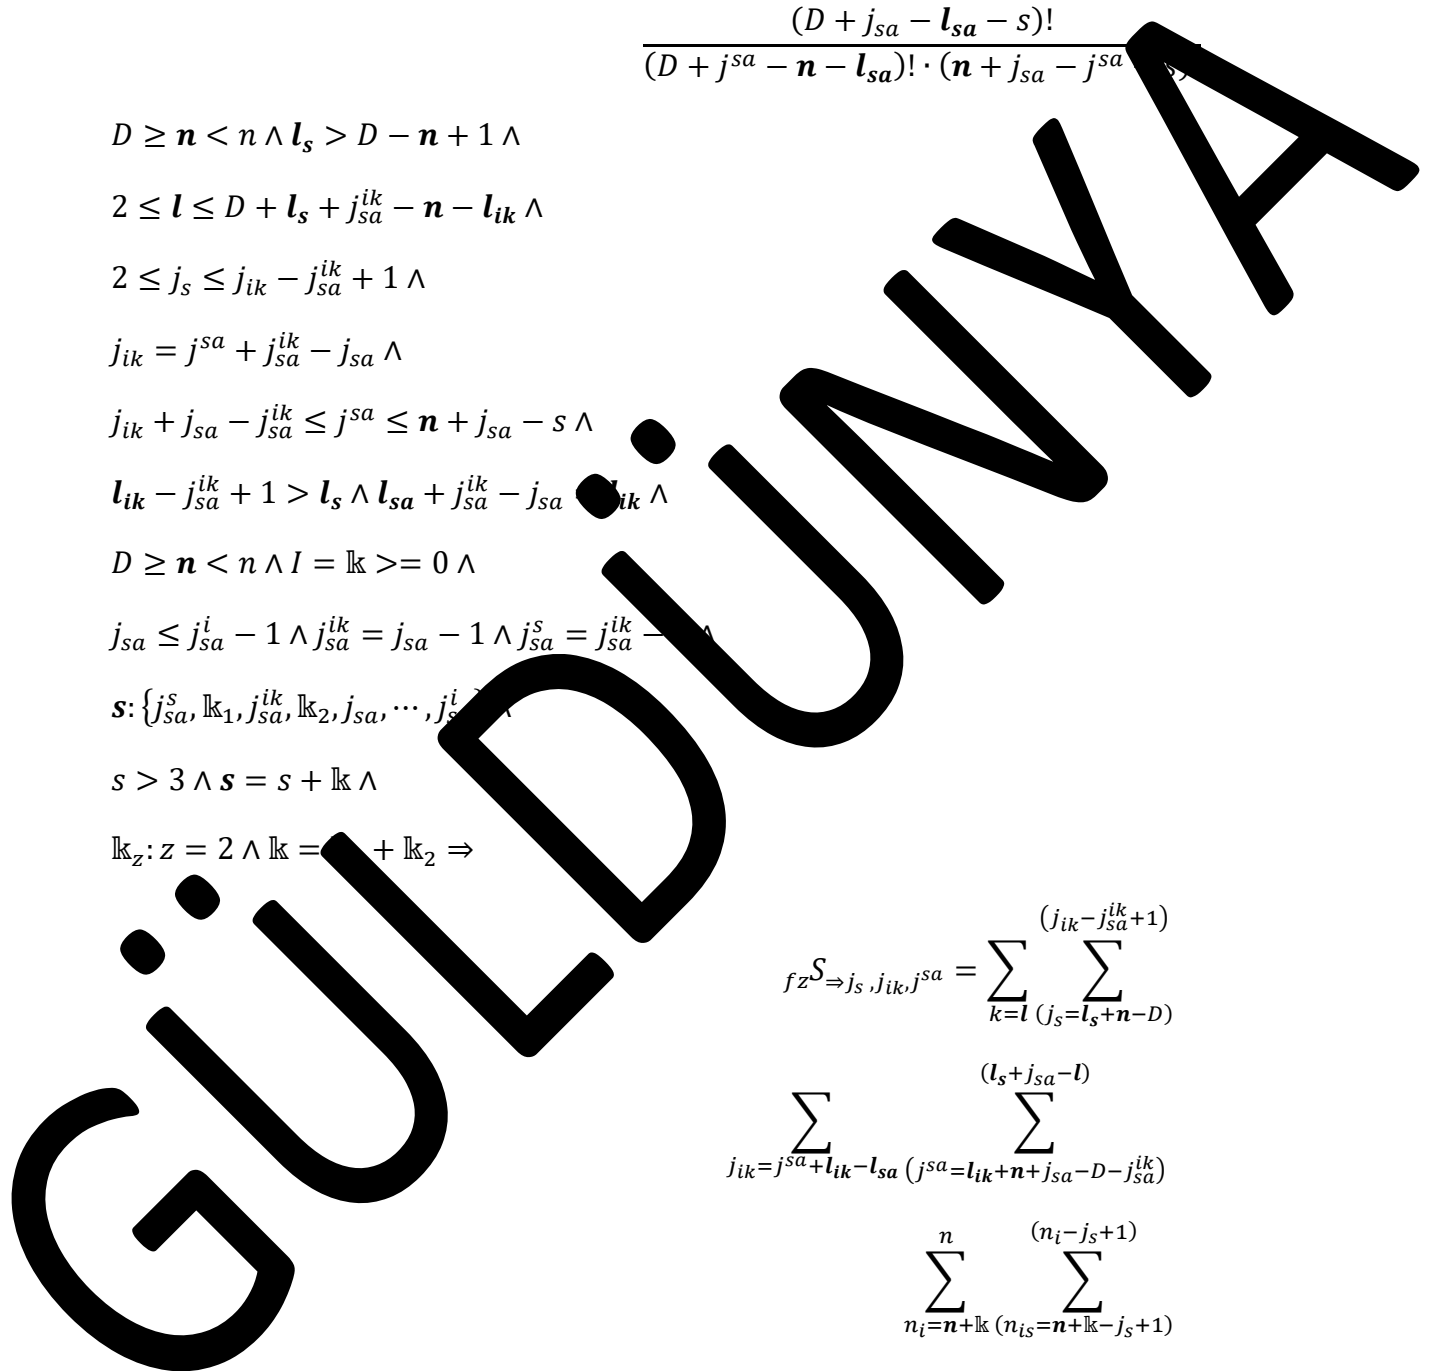 (D + j_{sa} − l_{sa} − s)!
(D + j^{sa} − n − l_{sa})! · (n + j_{sa} − j^{sa} s)
D ≥ n < n ∧ l_s > D − n + 1 ∧
2 ≤ l ≤ D + l_s + j_{sa}^{ik} − n − l_{ik} ∧
2 ≤ j_s ≤ j_{ik} − j_{sa}^{ik} + 1 ∧
j_{ik} = j^{sa} + j_{sa}^{ik} − j_{sa} ∧
j_{ik} + j_{sa} − j_{sa}^{ik} ≤ j^{sa} ≤ n + j_{sa} − s ∧
l_{ik} − j_{sa}^{ik} + 1 > l_s ∧ l_{sa} + j_{sa}^{ik} − j_{sa} l_{ik} ∧
D ≥ n < n ∧ I = 𝕜 >= 0 ∧
j_{sa} ≤ j_{sa}^{i} − 1 ∧ j_{sa}^{ik} = j_{sa} − 1 ∧ j_{sa}^{s} = j_{sa}^{ik} − ∧
s: {j_{sa}^{s}, 𝕜_1, j_{sa}^{ik}, 𝕜_2, j_{sa}, ⋯ , j_{s}^{i} ∧
s > 3 ∧ s = s + 𝕜 ∧
𝕜_z: z = 2 ∧ 𝕜 = + 𝕜_2 ⇒
GÜLDÜNYA
_{fz}S_{⇒j_s, j_{ik}, j^{sa}} = ∑_{k=l} ∑_{(j_s=l_s+n−D)}^{(j_{ik}−j_{sa}^{ik}+1)}
∑_{j_{ik}=j^{sa}+l_{ik}−l_{sa}} ∑_{(j^{sa}=l_{ik}+n+j_{sa}−D−j_{sa}^{ik})}^{(l_s+j_{sa}−l)}
∑_{n_i=n+𝕜}^{n} ∑_{(n_{is}=n+𝕜−j_s+1)}^{(n_i−j_s+1)}